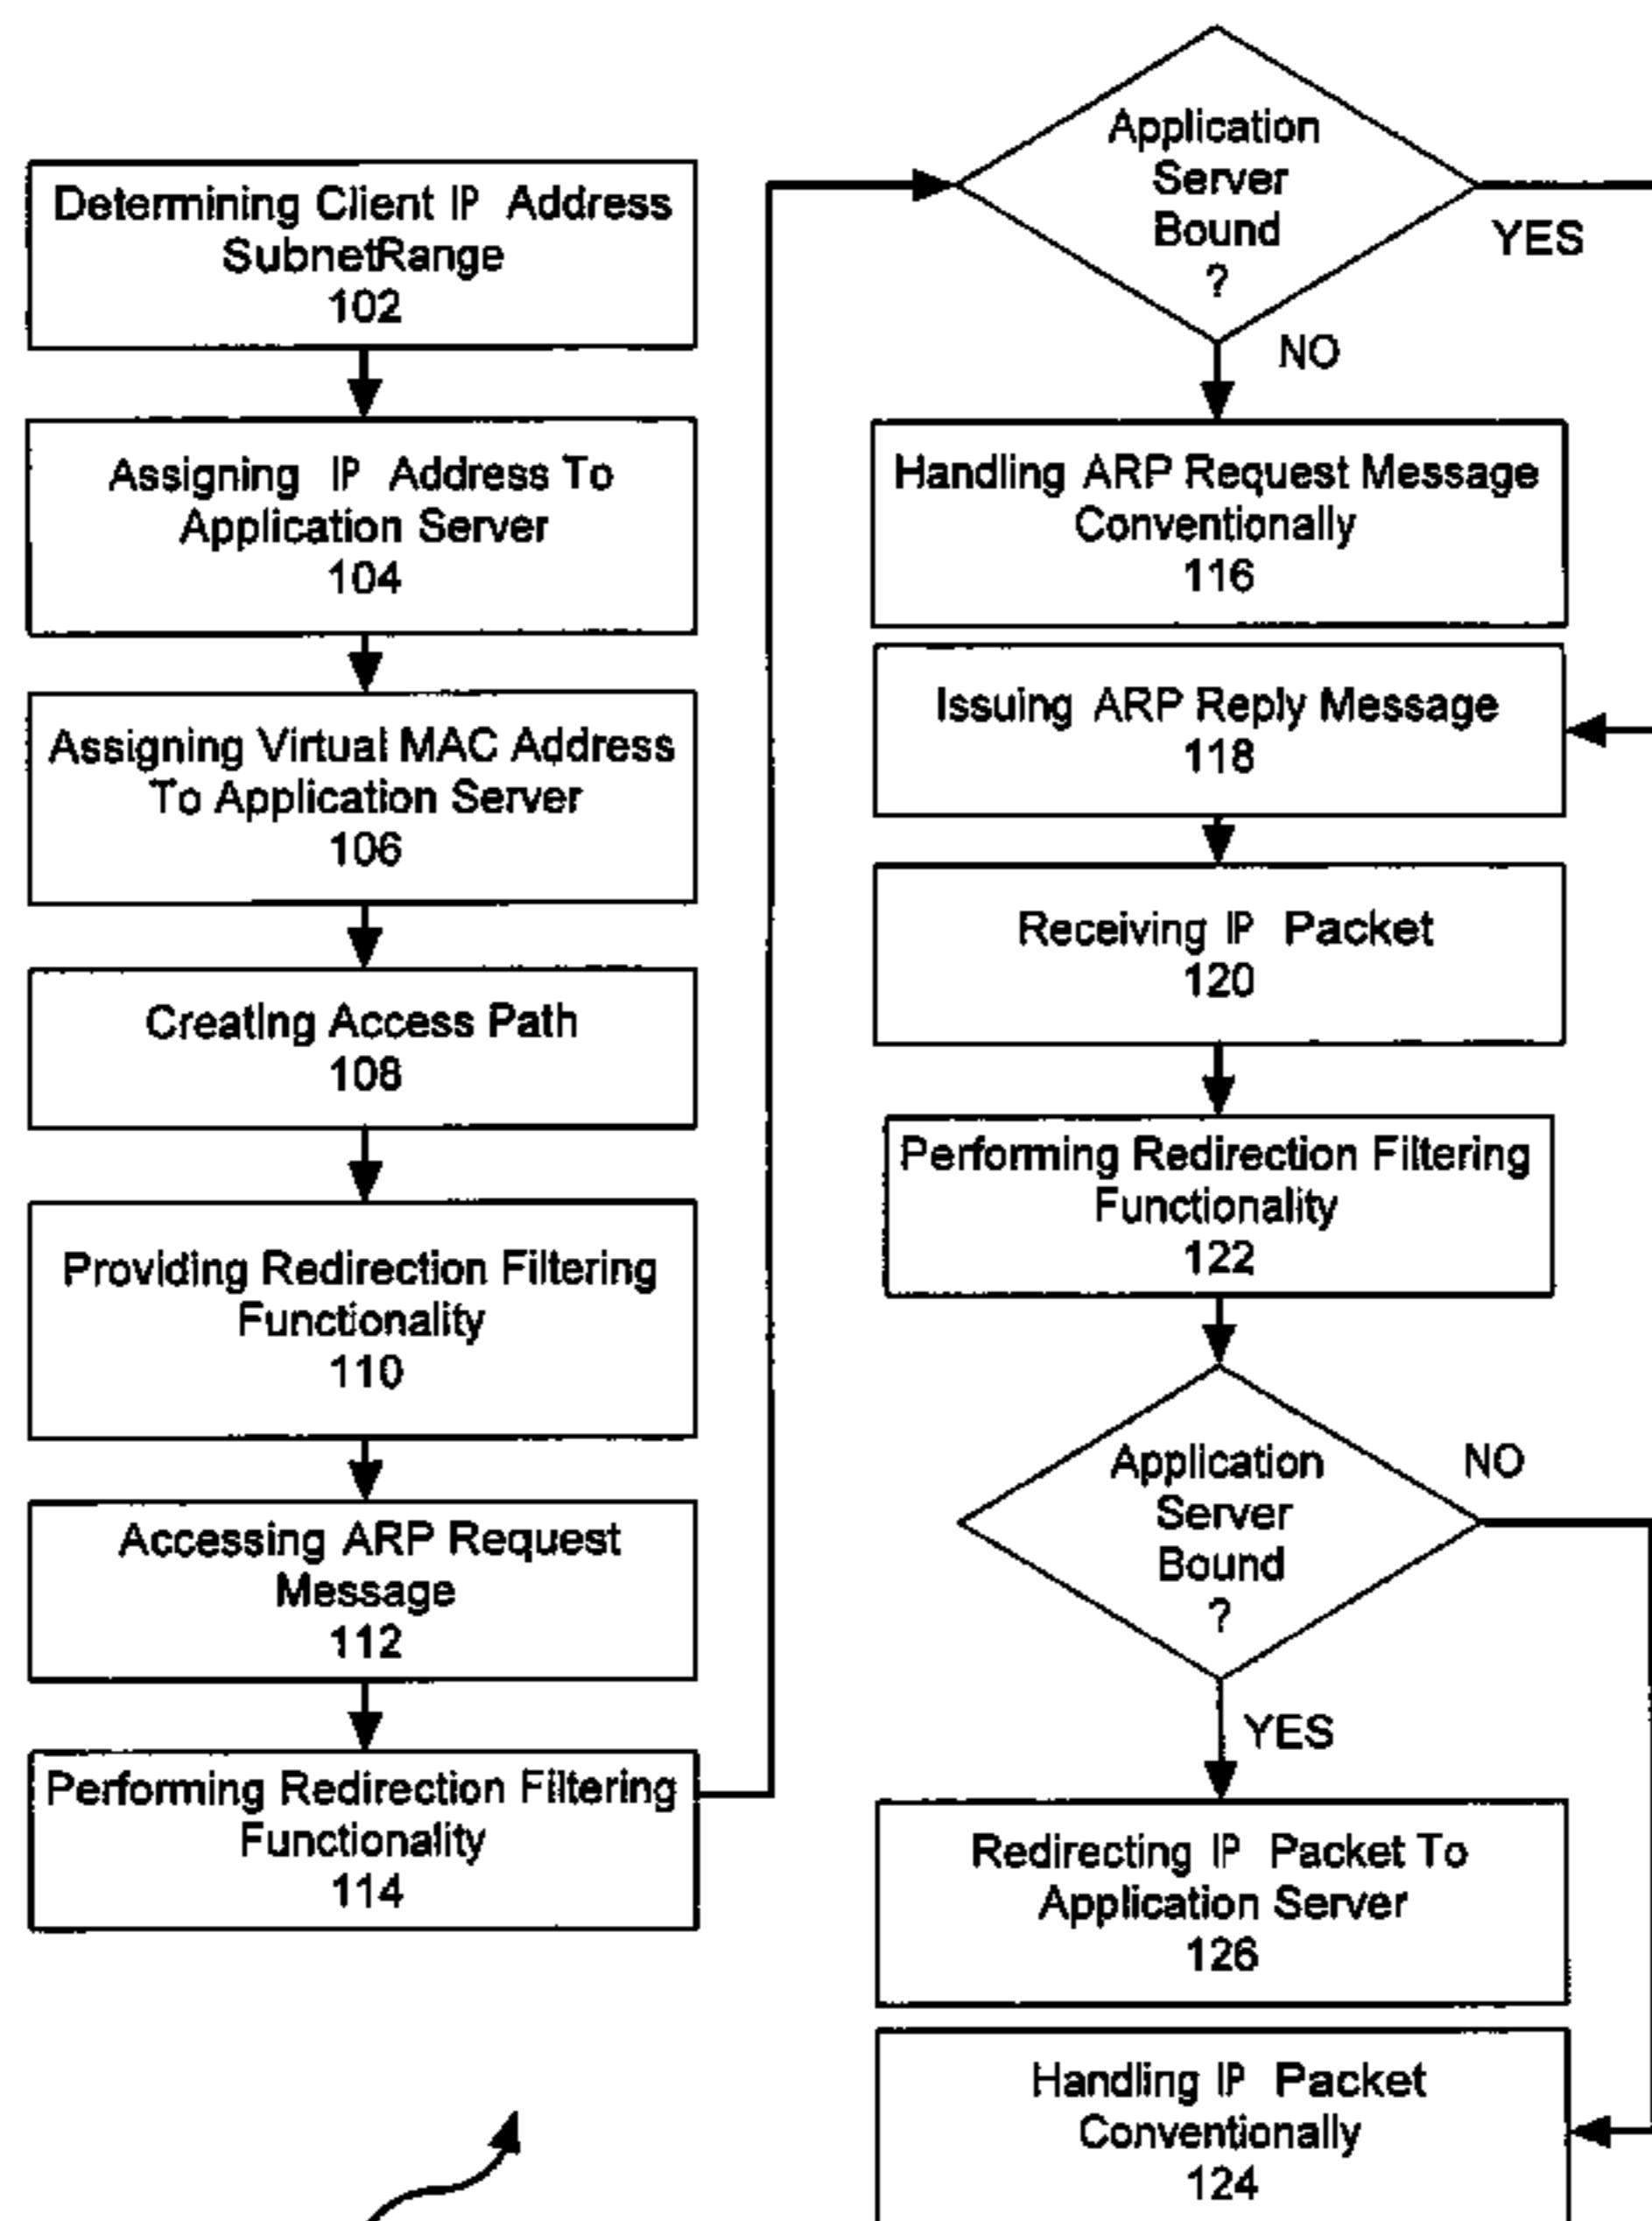 Determining Client IP Address
SubnetRange
102
Assigning IP Address To
Application Server
104
Assigning Virtual MAC Address
To Application Server
106
Creating Access Path
108
Providing Redirection Filtering
Functionality
110
Accessing ARP Request
Message
112
Performing Redirection Filtering
Functionality
114
Application
Server
Bound
?
YES
NO
Handling ARP Request Message
Conventionally
116
Issuing ARP Reply Message
118
Receiving IP Packet
120
Performing Redirection Filtering
Functionality
122
Application
Server
Bound
?
NO
YES
Redirecting IP Packet To
Application Server
126
Handling IP Packet
Conventionally
124